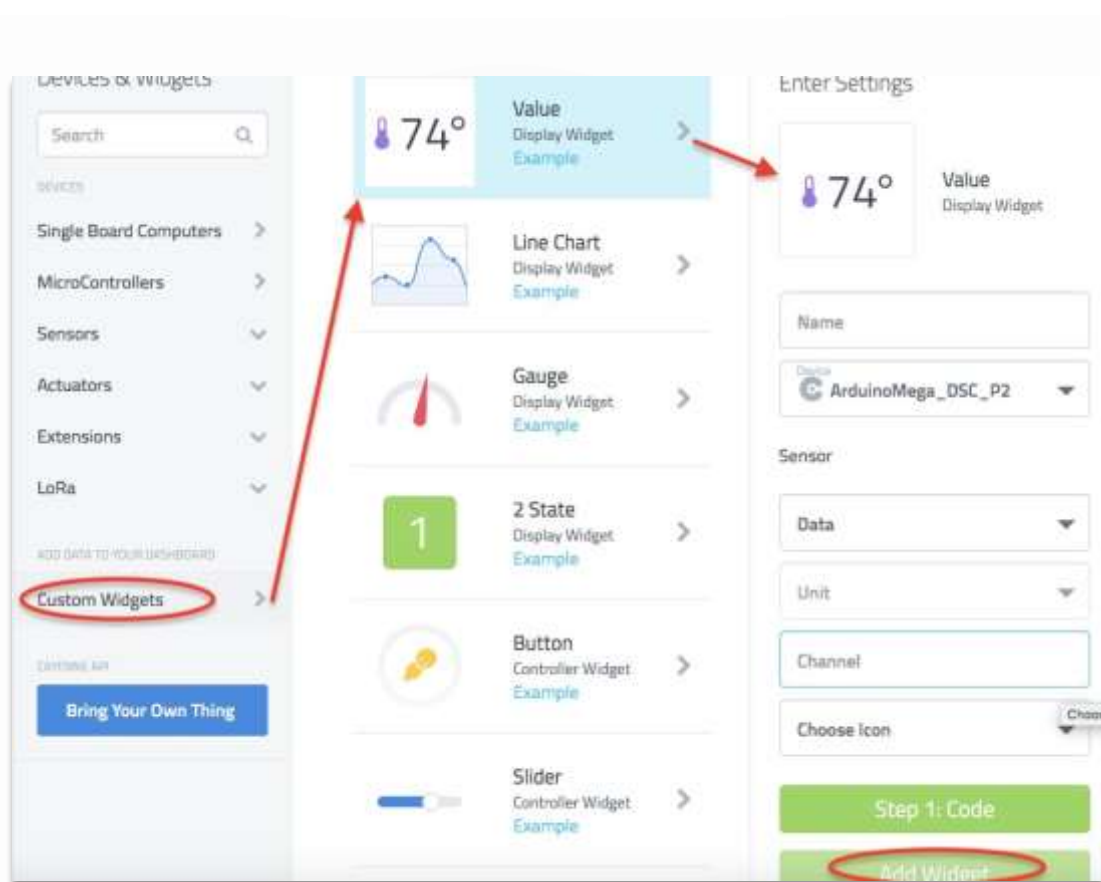 Devices & Widgets
Search
DEVICES
Single Board Computers
MicroControllers
Sensors
Actuators
Extensions
LoRa
ADD DATA TO YOUR DASHBOARD
Custom Widgets
CAYENNE API
Bring Your Own Thing
74°
Value
Display Widget
Example
Line Chart
Display Widget
Example
Gauge
Display Widget
Example
1
2 State
Display Widget
Example
Button
Controller Widget
Example
Slider
Controller Widget
Example
Enter Settings
74°
Value
Display Widget
Name
Device
ArduinoMega_DSC_P2
Sensor
Data
Unit
Channel
Choose Icon
Step 1: Code
Add Widget